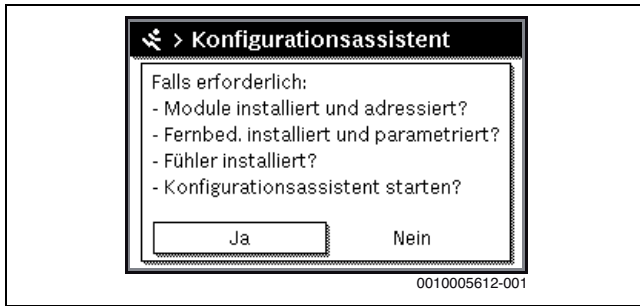 > Konfigurationsassistent
Falls erforderlich:
- Module installiert und adressiert?
- Fernbed. installiert und parametriert?
- Fühler installiert?
- Konfigurationsassistent starten?
Ja Nein
0010005612-001